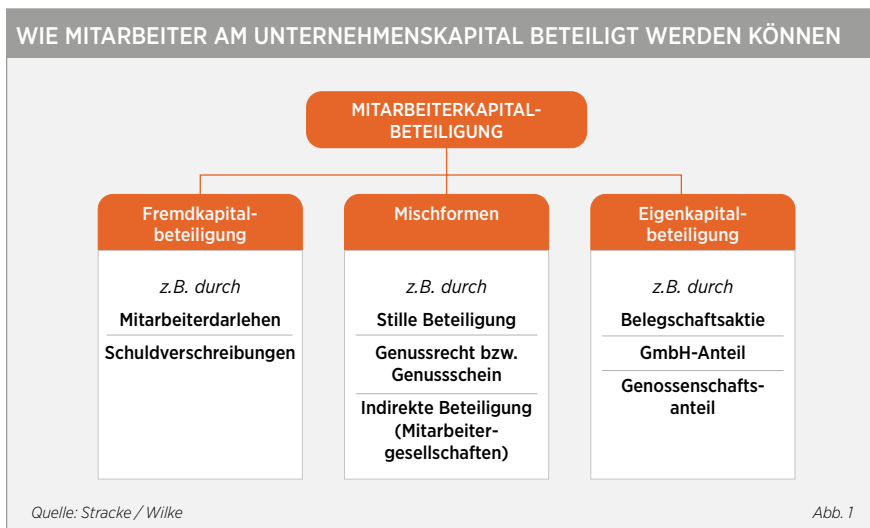 WIE MITARBEITER AM UNTERNEHMENSKAPITAL BETEILIGT WERDEN KÖNNEN
MITARBEITERKAPITAL-
BETEILIGUNG
Fremdkapital-
beteiligung
z.B. durch
Mitarbeiterdarlehen
Schuldverschreibungen
Mischformen
z.B. durch
Stille Beteiligung
Genussrecht bzw.
Genussschein
Indirekte Beteiligung
(Mitarbeiter-
gesellschaften)
Eigenkapital-
beteiligung
z.B. durch
Belegschaftsaktie
GmbH-Anteil
Genossenschafts-
anteil
Quelle: Stracke / Wilke
Abb. 1